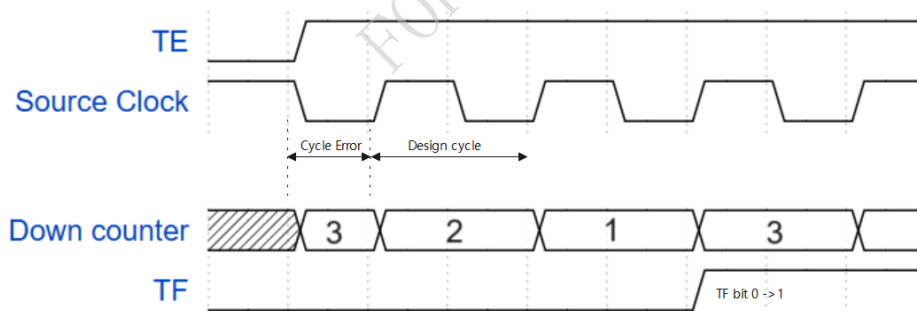 TE
Source Clock
Cycle Error
Design cycle
Down counter
3
2
1
3
TF
TF bit 0 ->1